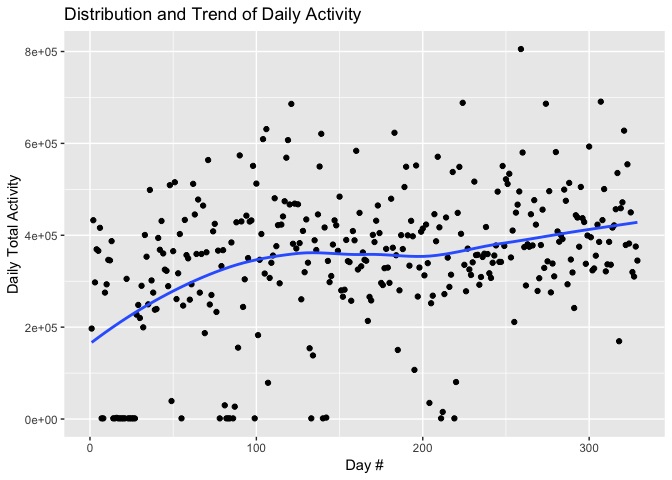 Distribution and Trend of Daily Activity
8e+05
6e+05
4e+05
2e+05
0e+00
Daily Total Activity
0 100 200 300
Day #